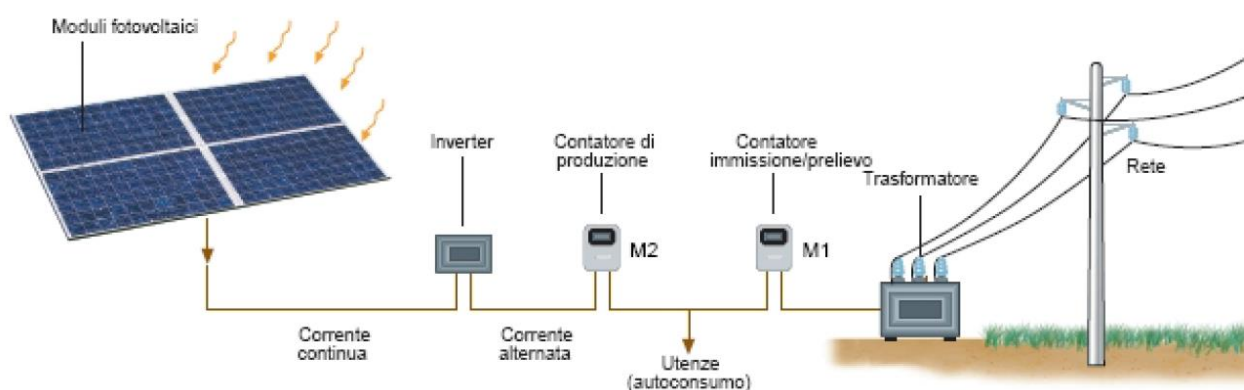 Moduli fotovoltaici
Inverter
Contatore di
produzione
Contatore
immissione/prelievo
Trasformatore
Rete
M2
M1
Corrente
continua
Corrente
alternata
Utenze
(autoconsumo)